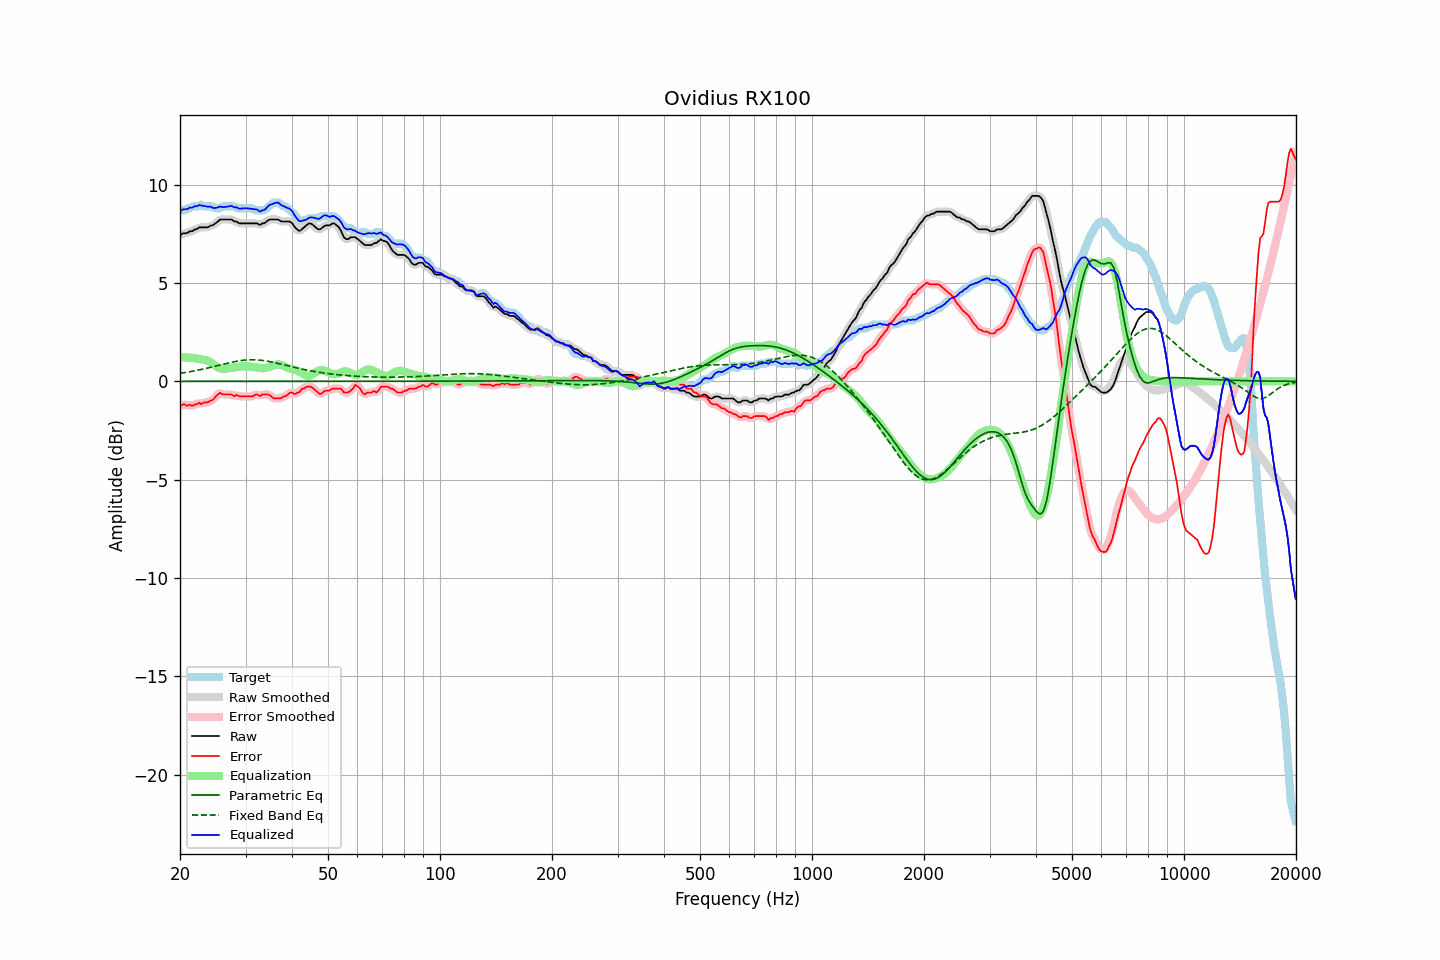 Ovidius RX100
Amplitude (dBr)
10
5
0
−5
−10
−15
−20
Target
Raw Smoothed
Error Smoothed
Raw
Error
Equalization
Parametric Eq
Fixed Band Eq
Equalized
20 50 100 200 500 1000 2000 5000 10000 20000
Frequency (Hz)